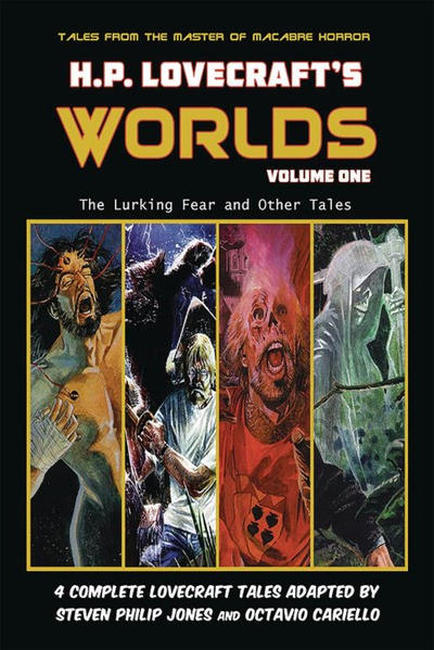 TALES FROM THE MASTER OF MACABRE HORROR
H.P. LOVECRAFT'S
WORLDS
VOLUME ONE
The Lurking Fear and Other Tales
4 COMPLETE LOVECRAFT TALES ADAPTED BY
STEVEN PHILIP JONES AND OCTAVIO CARIELLO